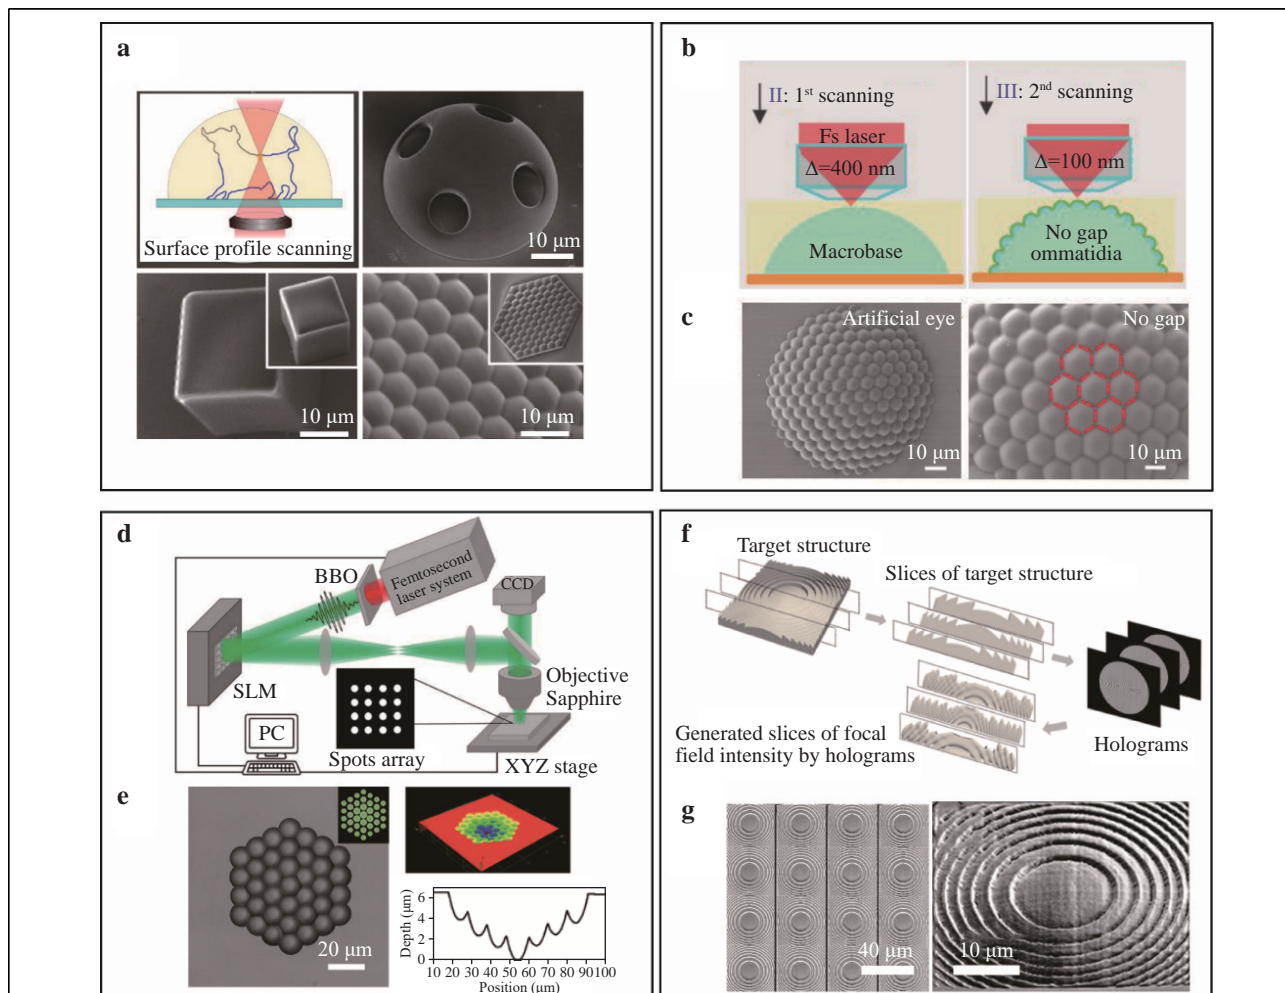 a
Surface profile scanning
10 μm
10 μm
10 μm
b
II: 1st scanning
Fs laser
Δ=400 nm
Macrobase
III: 2nd scanning
Δ=100 nm
No gap
ommatidia
c
Artificial eye
10 μm
No gap
10 μm
d
BBO
Femtosecond
laser system
CCD
SLM
Objective
Sapphire
PC
Spots array
XYZ stage
e
20 μm
Depth (μm)
6
4
2
0
10 20 30 40 50 60 70 80 90 100
Position (μm)
f
Target structure
Slices of target structure
Generated slices of focal
field intensity by holograms
Holograms
g
40 μm
10 μm